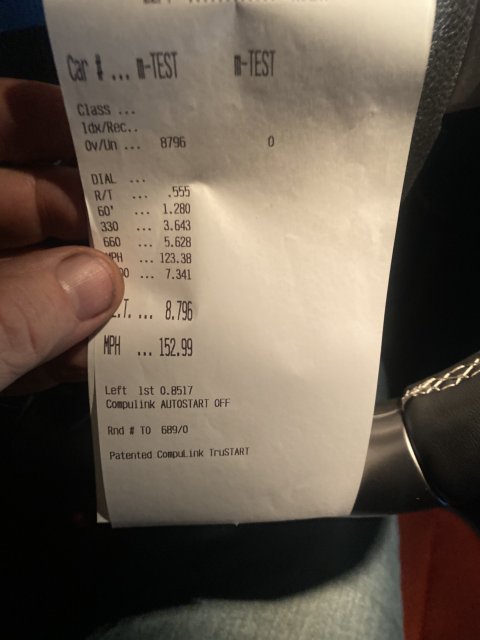 Car # ... m-TEST m-TEST
Class ...
Idx/Rec..
Ov/Un ... 8796 0
DIAL ...
R/T ... .555
60' ... 1.280
330 ... 3.643
660 ... 5.628
MPH ... 123.38
... 7.341
E.T. ... 8.796
MPH ... 152.99
Left 1st 0.8517
Compulink AUTOSTART OFF
Rnd # TO 689/0
Patented CompuLink TruSTART